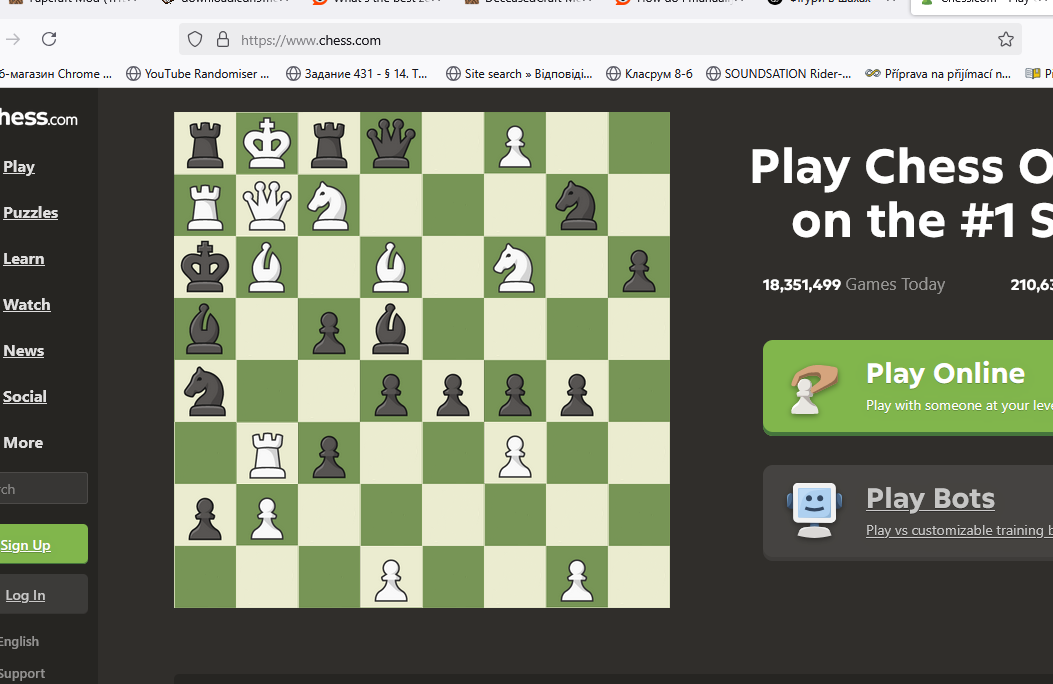 https://www.chess.com
YouTube Randomiser ...
Задание 431 - § 14. Т...
Site search » Відповіді...
Класрум 8-б
SOUNDSATION Rider-...
Příprava na přijímací n...
б-магазин Chrome ...
hess.com
Play
Puzzles
Learn
Watch
News
Social
More
rch
Sign Up
Log In
English
Support
Play Chess O
on the #1 S
18,351,499 Games Today
210,63
Play Online
Play with someone at your leve
Play Bots
Play vs customizable training b